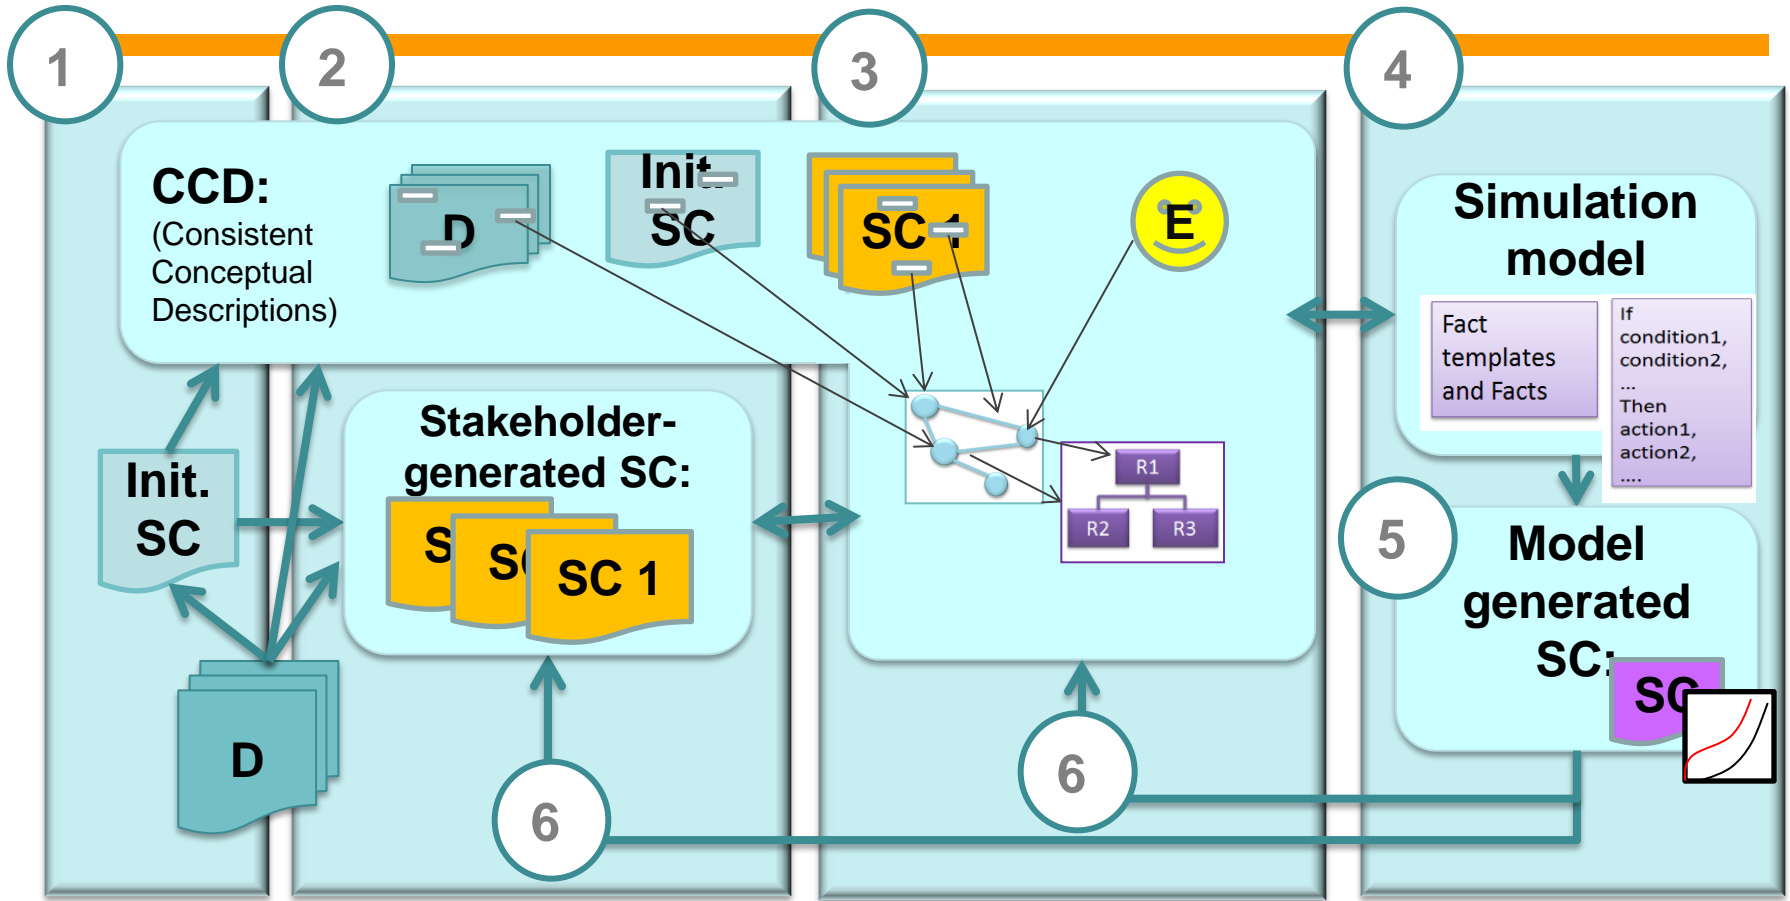 1
2
3
4
CCD:
(Consistent
Conceptual
Descriptions)
D
Init.
SC
SC 1
E
Simulation
model
Fact
templates
and Facts
If
condition1,
condition2,
...
Then
action1,
action2,
....
Stakeholder-
generated SC:
S
S
SC 1
R1
R2
R3
Init.
SC
D
5
Model
generated
SC:
SC
6
6